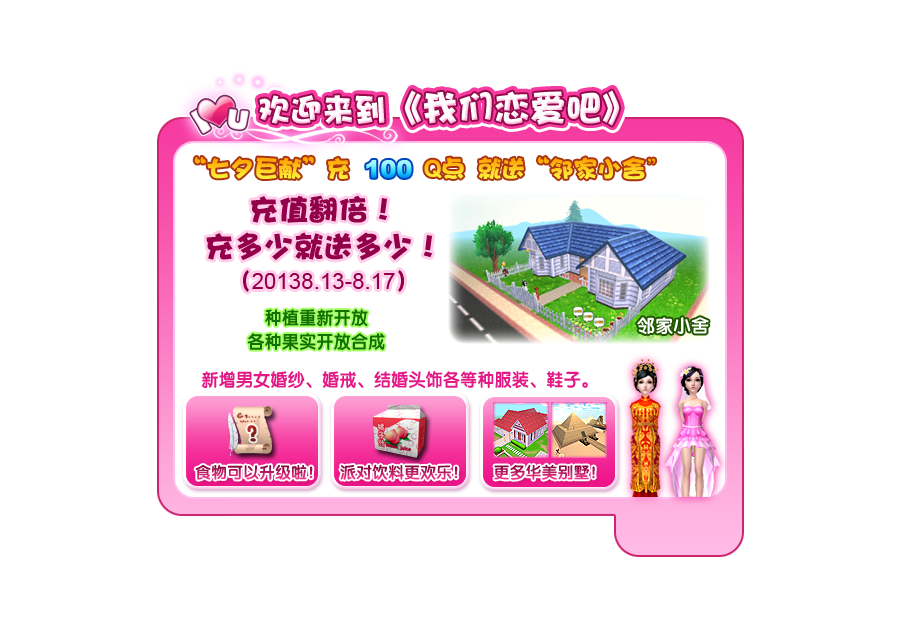 I❤U 欢迎来到《我们恋爱吧》
“七夕巨献” 充 100 Q点 就送 “邻家小舍”
充值翻倍！
充多少就送多少！
(20138.13-8.17)
邻家小舍
种植重新开放
各种果实开放合成
新增男女婚纱、婚戒、结婚头饰各等种服装、鞋子。
?
食物可以升级啦!
派对饮料更欢乐!
更多华美别墅!